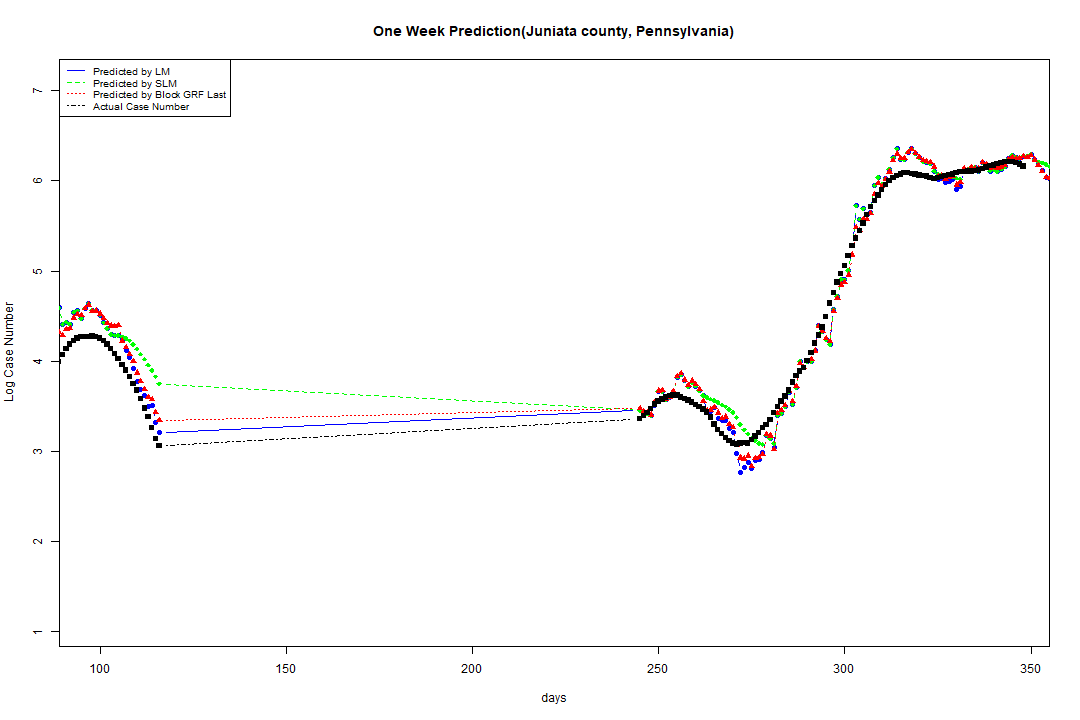 One Week Prediction(Juniata county, Pennsylvania)
Predicted by LM
Predicted by SLM
Predicted by Block GRF Last
Actual Case Number
7
6
5
4
3
2
1
Log Case Number
100 150 200 250 300 350
days